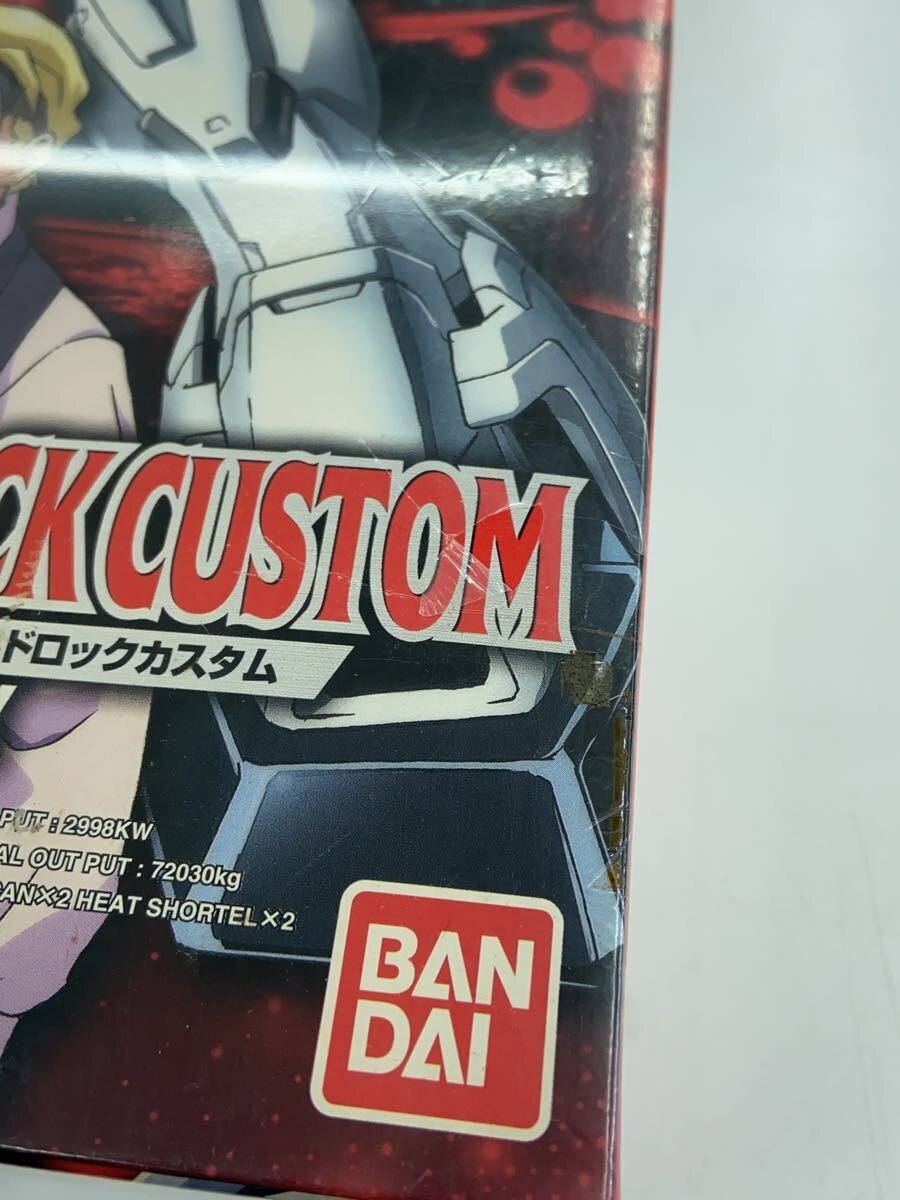 CK CUSTOM
ードロックカスタム
PUT : 2998KW
AL OUT PUT : 72030kg
CAN×2 HEAT SHORTEL×2
BAN
DAI